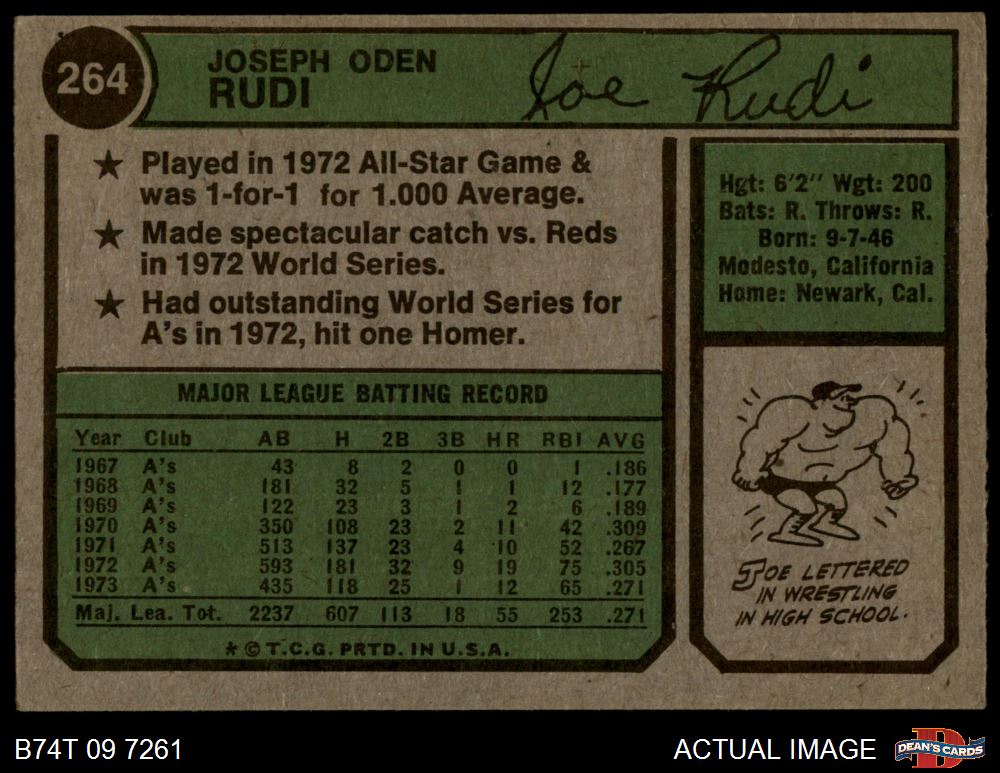 264
JOSEPH ODEN
RUDI
Joe Rudi
★ Played in 1972 All-Star Game &
was 1-for-1 for 1.000 Average.
★ Made spectacular catch vs. Reds
in 1972 World Series.
★ Had outstanding World Series for
A's in 1972, hit one Homer.
Hgt: 6'2" Wgt: 200
Bats: R. Throws: R.
Born: 9-7-46
Modesto, California
Home: Newark, Cal.
MAJOR LEAGUE BATTING RECORD
Year Club AB H 2B 3B HR RBI AVG
1967 A's 43 8 2 0 0 1 .186
1968 A's 181 32 5 1 1 12 .177
1969 A's 122 23 3 1 2 6 .189
1970 A's 350 108 23 2 11 42 .309
1971 A's 513 137 23 4 10 52 .267
1972 A's 593 181 32 9 19 75 .305
1973 A's 435 118 25 1 12 65 .271
Maj. Lea. Tot. 2237 607 113 18 55 253 .271
* © T.C.G. PRTD. IN U.S.A.
JOE LETTERED
IN WRESTLING
IN HIGH SCHOOL.
B74T 09 7261
ACTUAL IMAGE
DEAN'S CARDS